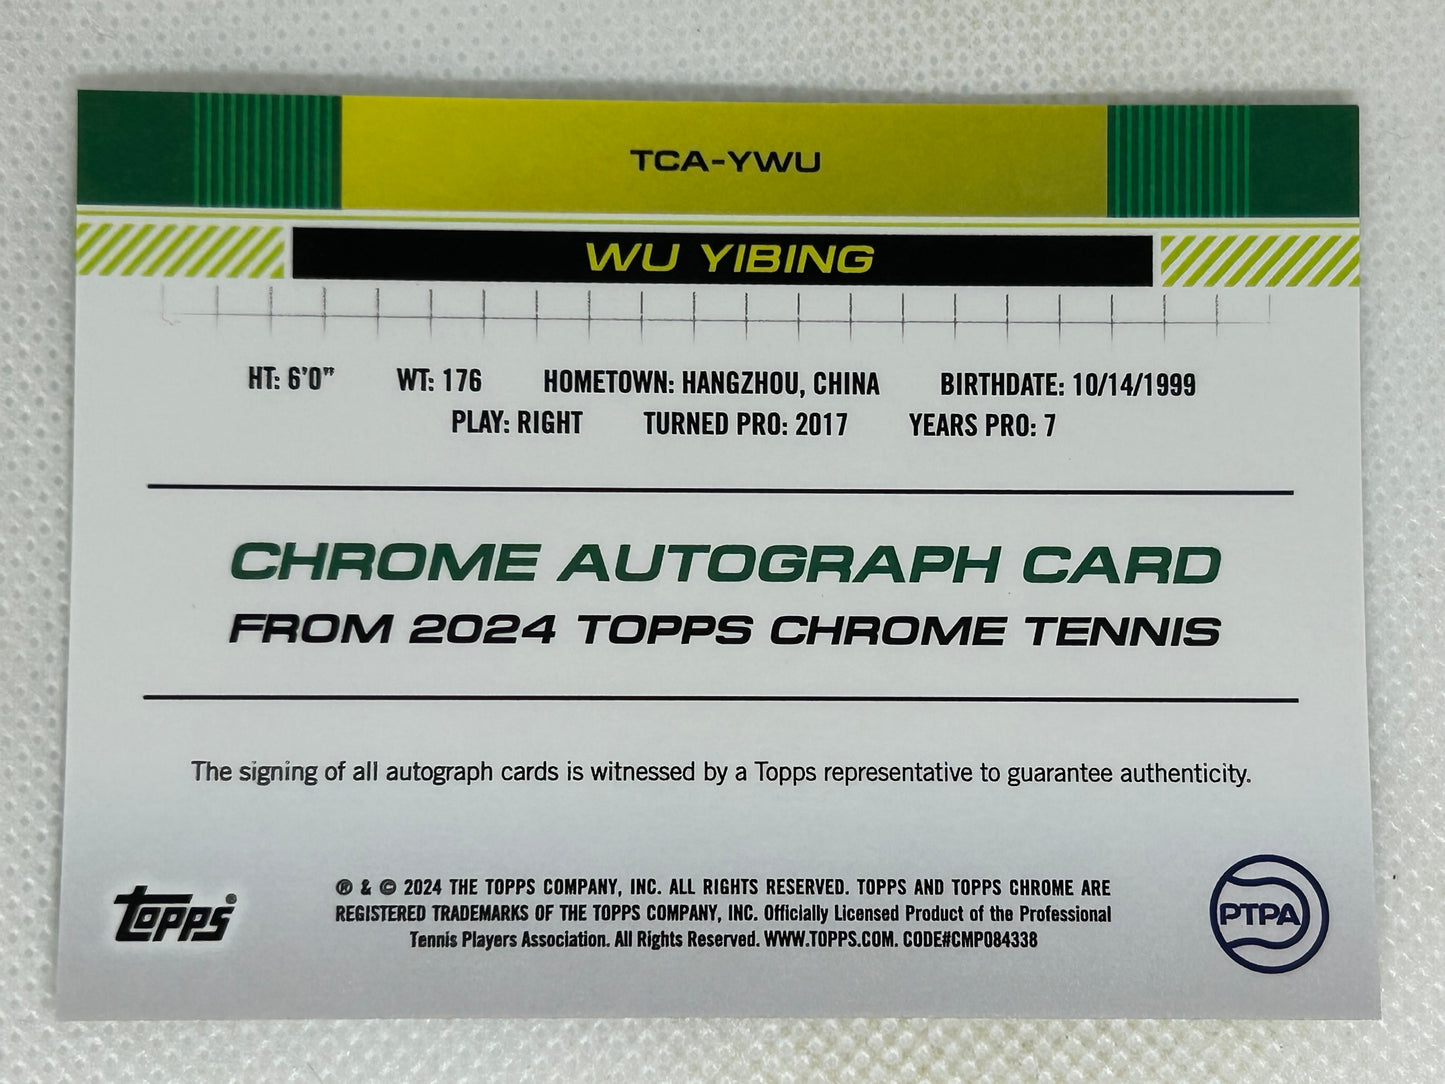 TCA-YWU
WU YIBING
HT: 6'0" WT: 176 HOMETOWN: HANGZHOU, CHINA BIRTHDATE: 10/14/1999
PLAY: RIGHT TURNED PRO: 2017 YEARS PRO: 7
CHROME AUTOGRAPH CARD
FROM 2024 TOPPS CHROME TENNIS
The signing of all autograph cards is witnessed by a Topps representative to guarantee authenticity.
topps®
® & © 2024 THE TOPPS COMPANY, INC. ALL RIGHTS RESERVED. TOPPS AND TOPPS CHROME ARE
REGISTERED TRADEMARKS OF THE TOPPS COMPANY, INC. Officially Licensed Product of the Professional
Tennis Players Association. All Rights Reserved. WWW.TOPPS.COM. CODE#CMP084338
PTPA